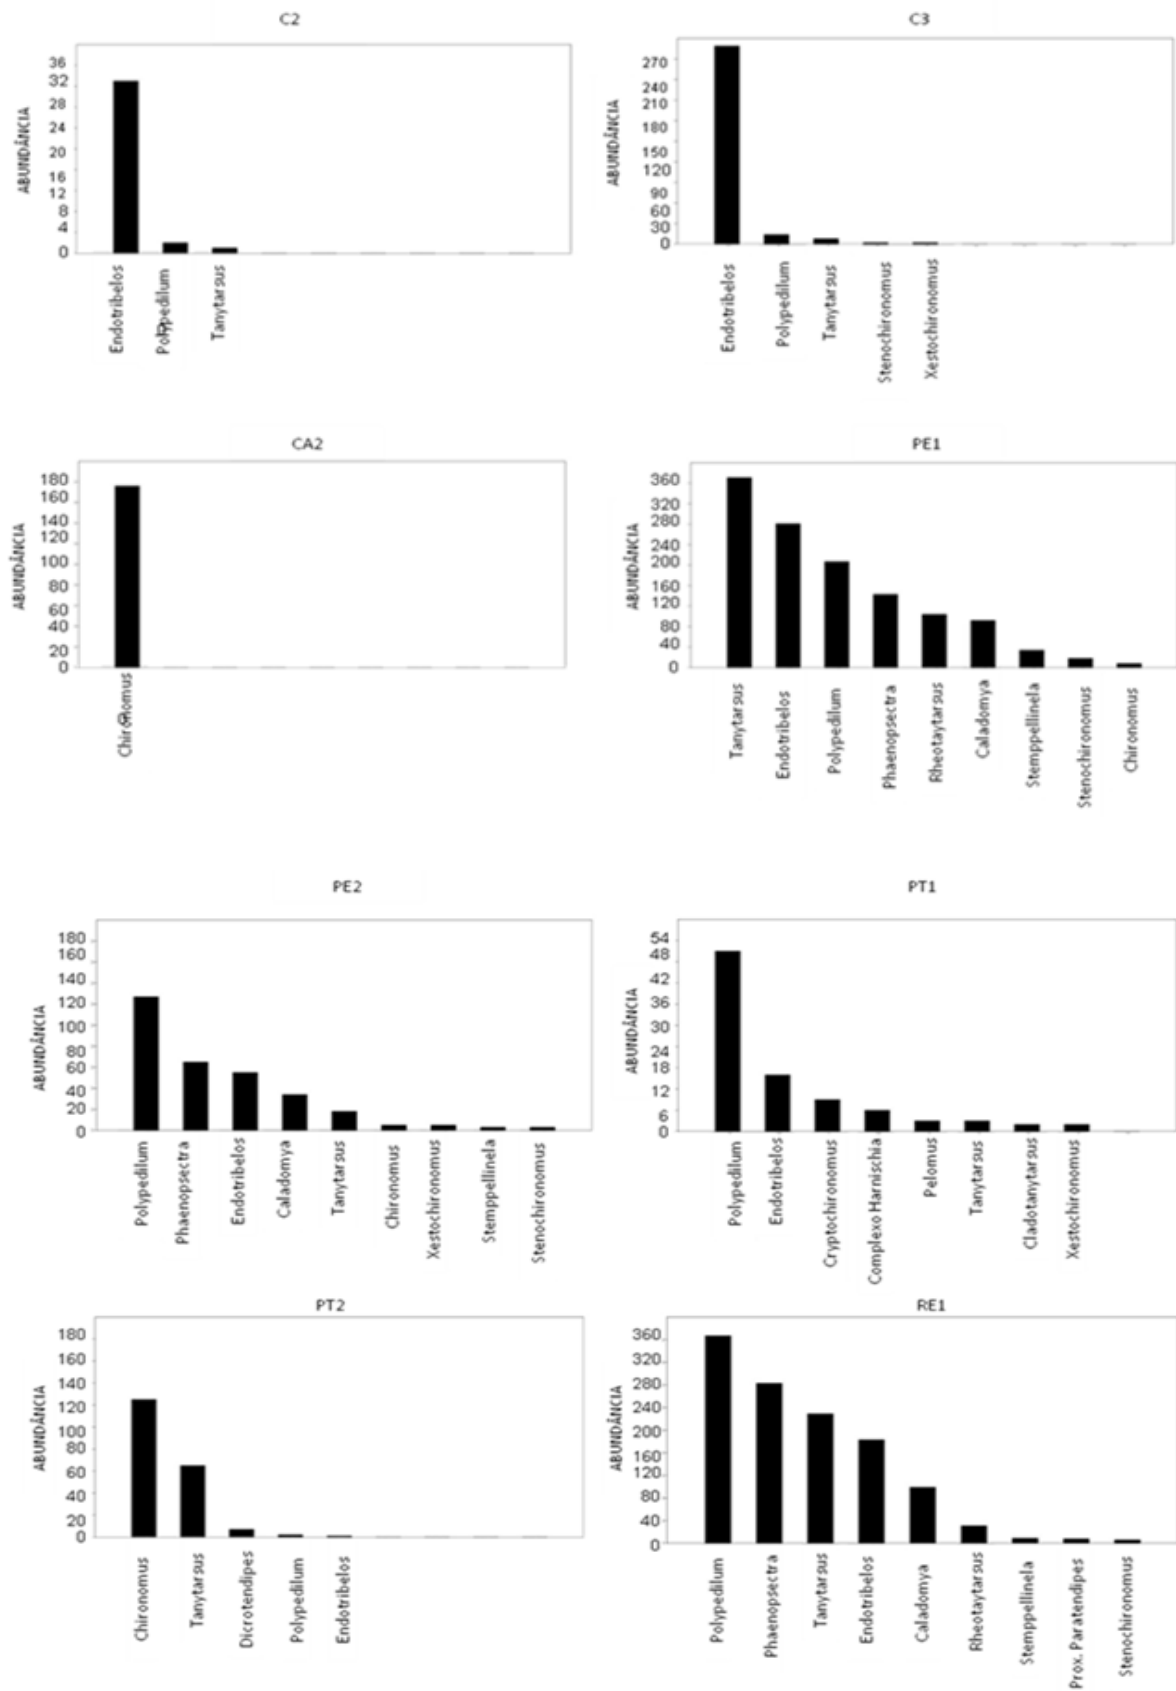 C2
ABUNDÂNCIA
36
32
28
24
20
16
12
8
4
0
Endotribelos
Polypedilum
Tanytarsus
C3
ABUNDÂNCIA
270
240
210
180
150
120
90
60
30
0
Endotribelos
Polypedilum
Tanytarsus
Stenochironomus
Xestochironomus
CA2
ABUNDÂNCIA
180
160
140
120
100
80
60
40
20
0
Chironomus
PE1
ABUNDÂNCIA
360
320
280
240
200
160
120
80
40
0
Tanytarsus
Endotribelos
Polypedilum
Phaenopsectra
Rheotaytarsus
Caladomya
Stemppellinela
Stenochironomus
Chironomus
PE2
ABUNDÂNCIA
180
160
140
120
100
80
60
40
20
0
Polypedilum
Phaenopsectra
Endotribelos
Caladomya
Tanytarsus
Chironomus
Xestochironomus
Stemppellinela
Stenochironomus
PT1
ABUNDÂNCIA
54
48
42
36
30
24
18
12
6
0
Polypedilum
Endotribelos
Cryptochironomus
Complexo Harnischia
Pelomus
Tanytarsus
Cladotanytarsus
Xestochironomus
PT2
ABUNDÂNCIA
180
160
140
120
100
80
60
40
20
0
Chironomus
Tanytarsus
Dicrotendipes
Polypedilum
Endotribelos
RE1
ABUNDÂNCIA
360
320
280
240
200
160
120
80
40
0
Polypedilum
Phaenopsectra
Tanytarsus
Endotribelos
Caladomya
Rheotaytarsus
Stemppellinela
Prox. Paratendipes
Stenochironomus